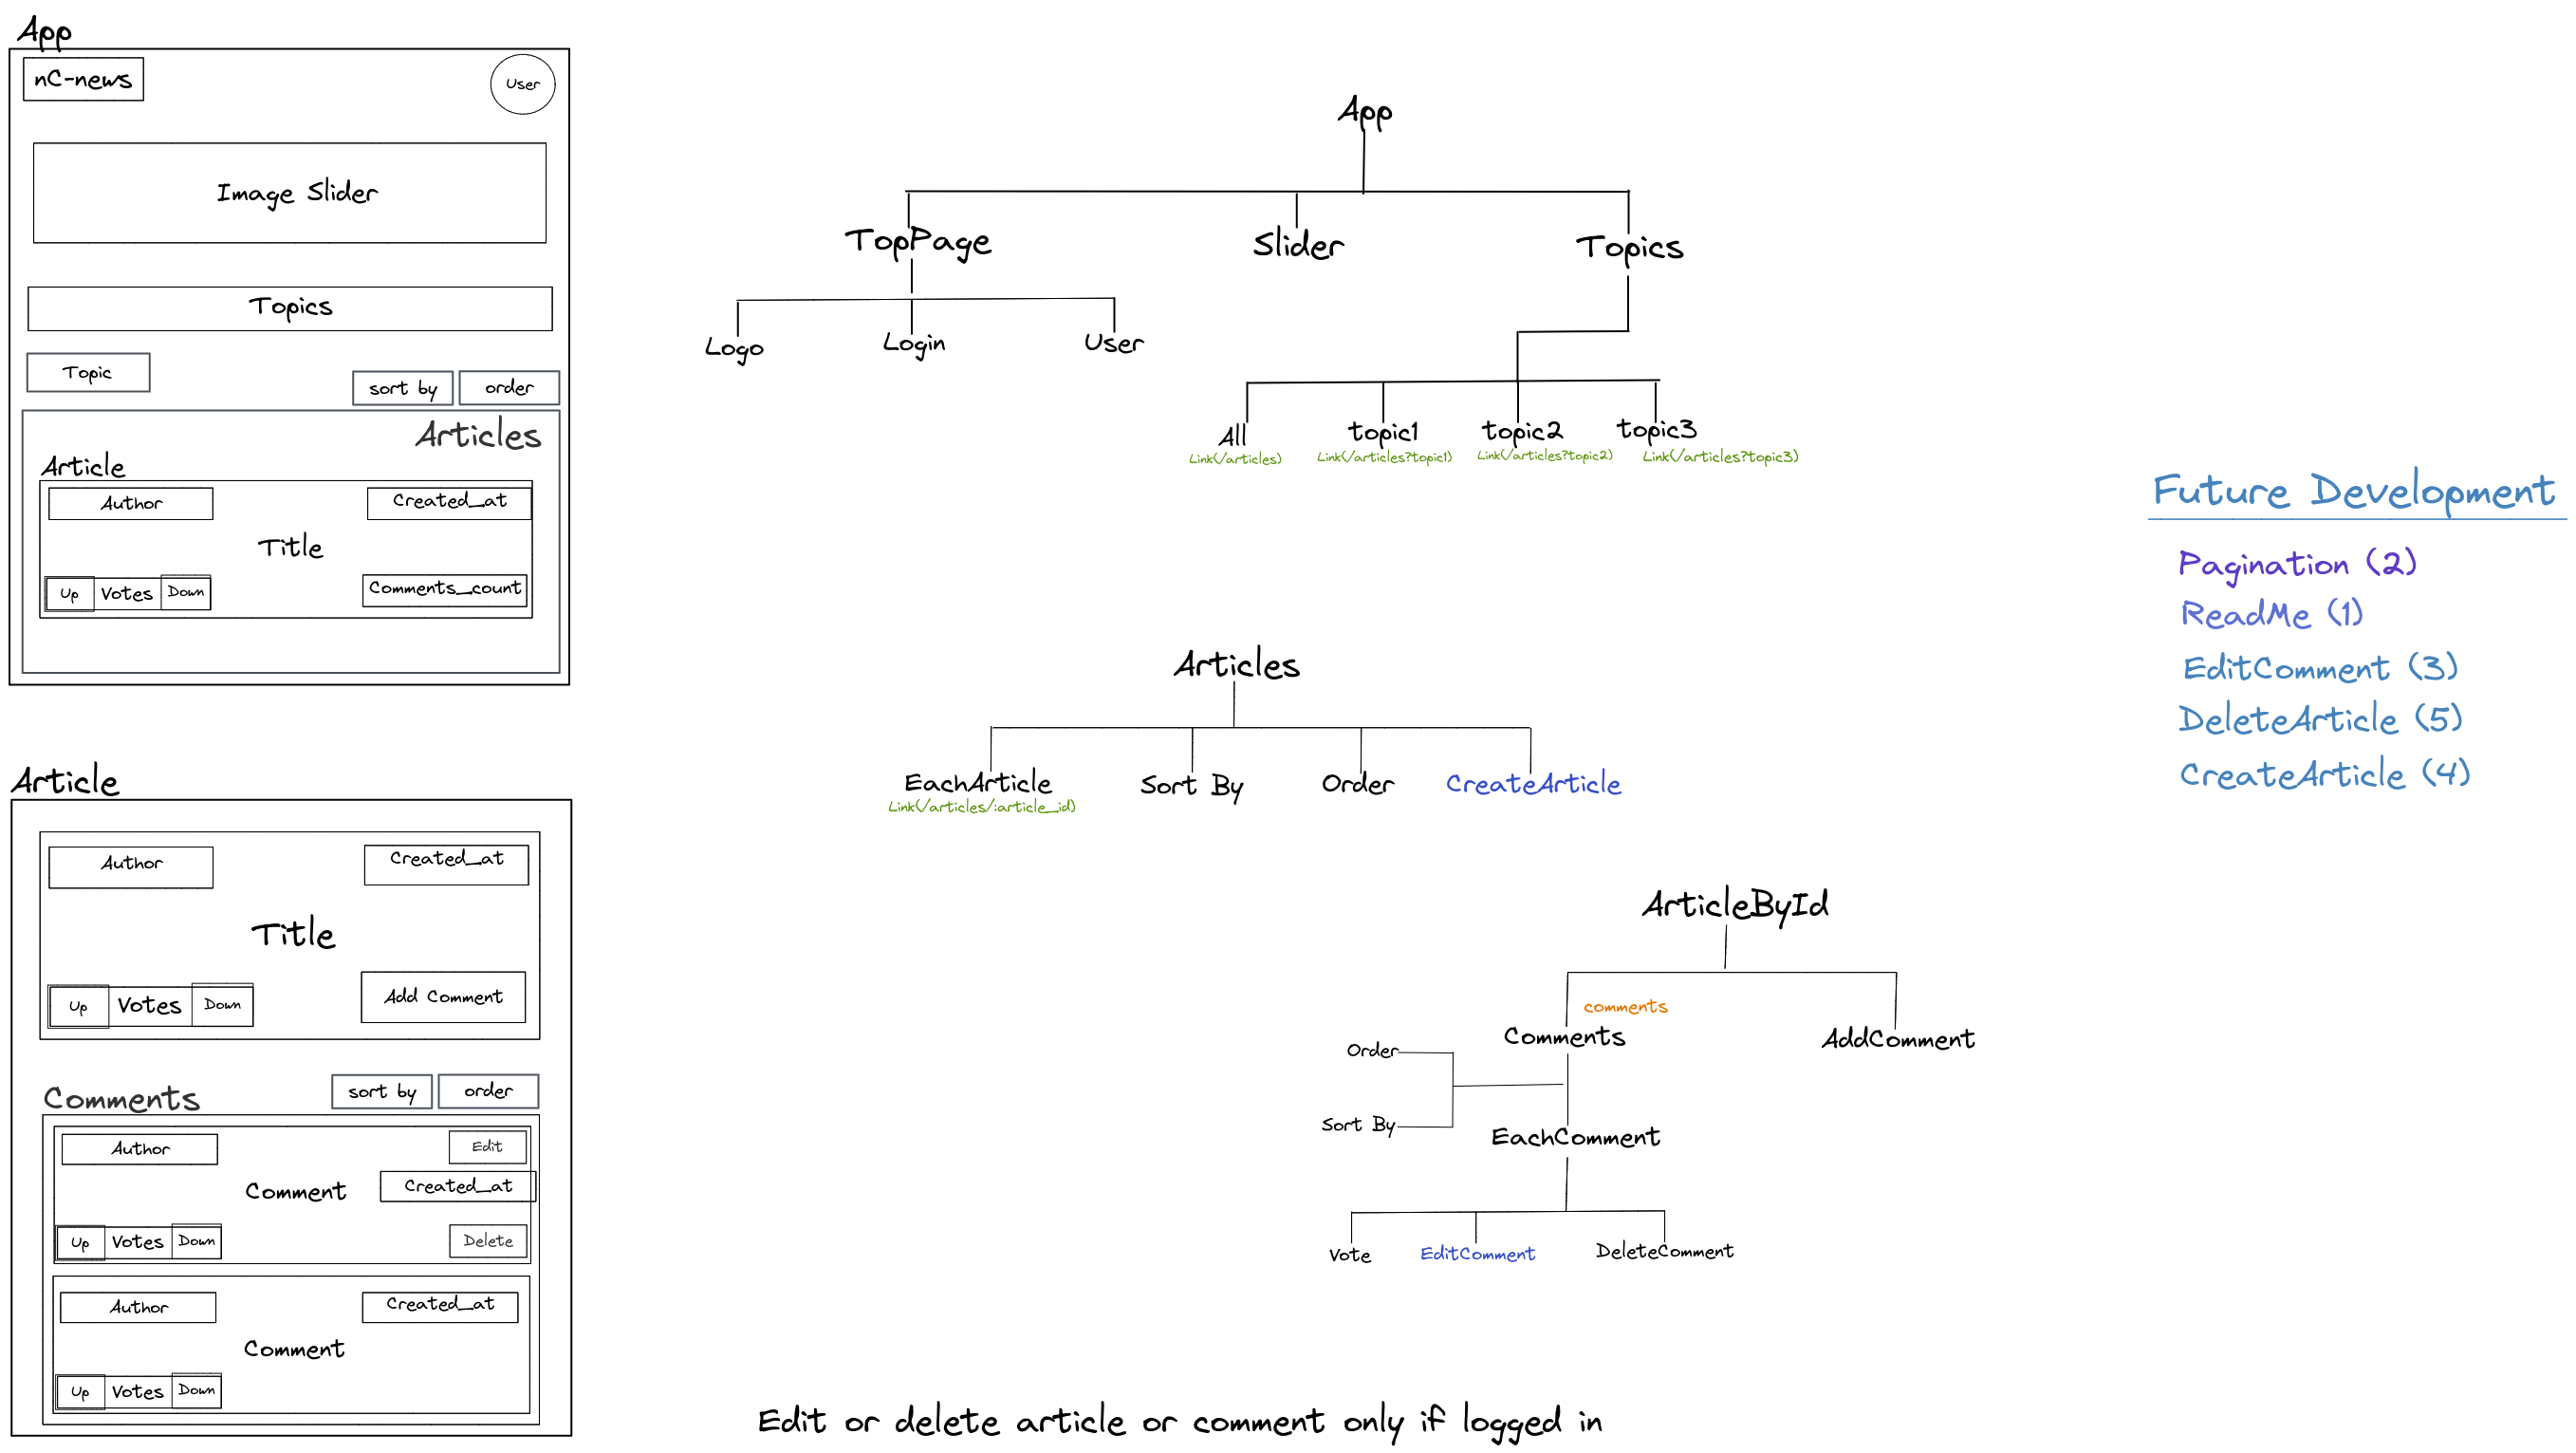 App
nC-news
User
Image Slider
Topics
Topic
sort by
order
Articles
Article
Author
Created_at
Title
Up
Votes
Down
Comments_count
Article
Author
Created_at
Title
Up
Votes
Down
Add Comment
Comments
sort by
order
Author
Edit
Comment
Created_at
Up
Votes
Down
Delete
Author
Created_at
Comment
Up
Votes
Down
App
TopPage
Slider
Topics
Logo
Login
User
All
Link(/articles)
topic1
Link(/articles?topic1)
topic2
Link(/articles?topic2)
topic3
Link(/articles?topic3)
Articles
EachArticle
Link(/articles/:article_id)
Sort By
Order
CreateArticle
ArticleById
comments
Comments
AddComment
Order
Sort By
EachComment
Vote
EditComment
DeleteComment
Edit or delete article or comment only if logged in
Future Development
Pagination (2)
ReadMe (1)
EditComment (3)
DeleteArticle (5)
CreateArticle (4)